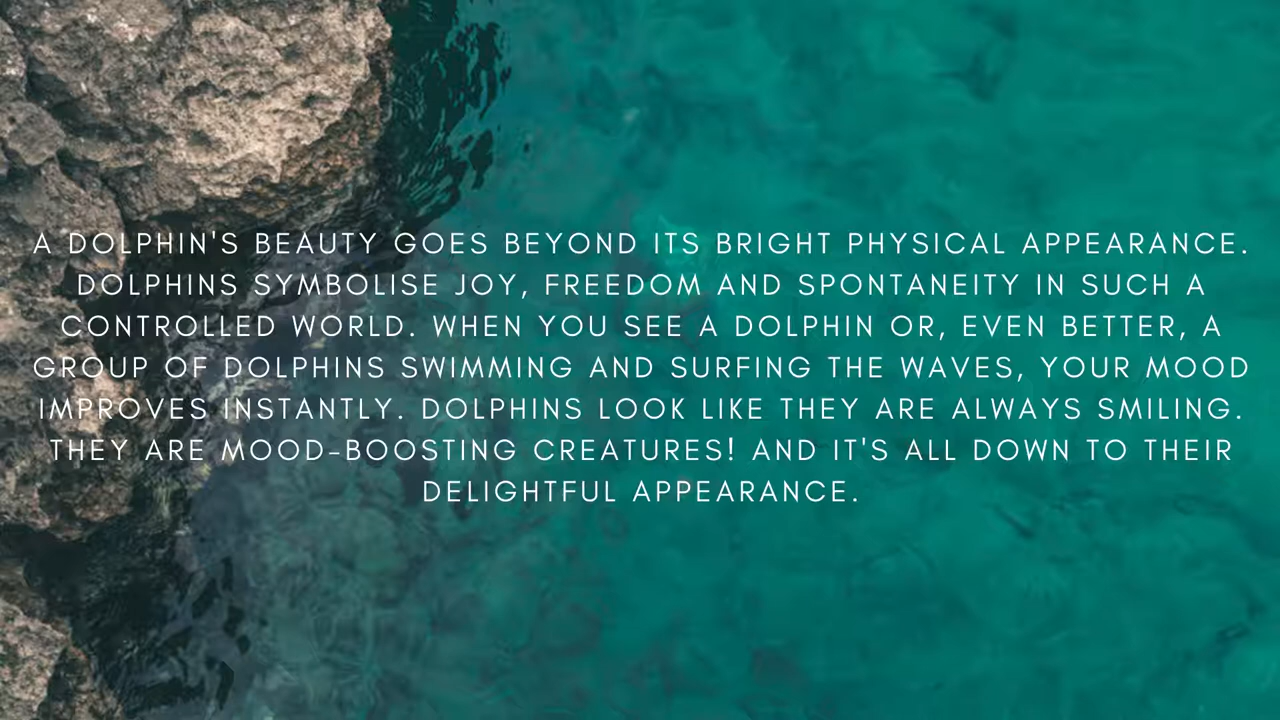 A DOLPHIN'S BEAUTY GOES BEYOND ITS BRIGHT PHYSICAL APPEARANCE.
DOLPHINS SYMBOLISE JOY, FREEDOM AND SPONTANEITY IN SUCH A
CONTROLLED WORLD. WHEN YOU SEE A DOLPHIN OR, EVEN BETTER, A
GROUP OF DOLPHINS SWIMMING AND SURFING THE WAVES, YOUR MOOD
IMPROVES INSTANTLY. DOLPHINS LOOK LIKE THEY ARE ALWAYS SMILING.
THEY ARE MOOD-BOOSTING CREATURES! AND IT'S ALL DOWN TO THEIR
DELIGHTFUL APPEARANCE.